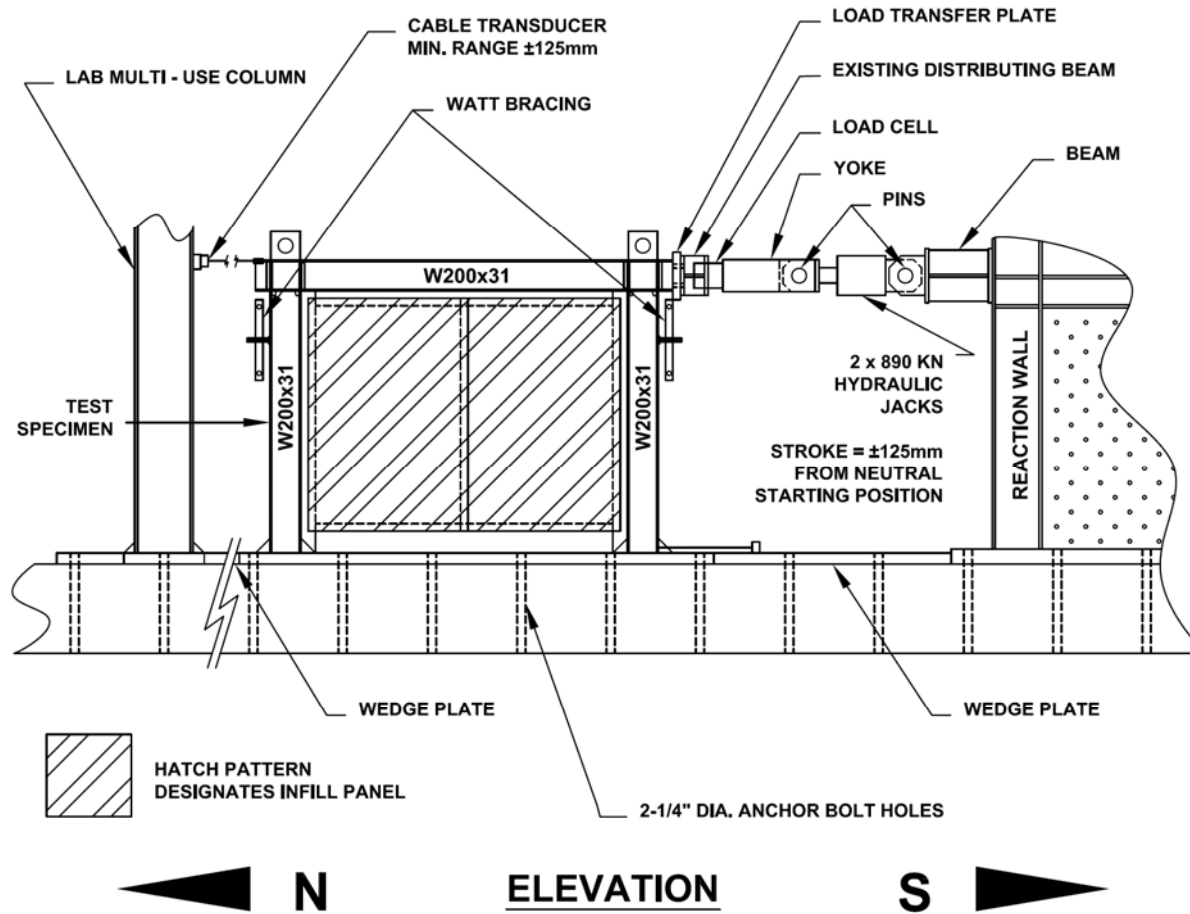 CABLE TRANSDUCER
MIN. RANGE ±125mm
LOAD TRANSFER PLATE
LAB MULTI - USE COLUMN
EXISTING DISTRIBUTING BEAM
WATT BRACING
LOAD CELL
BEAM
YOKE
PINS
W200x31
W200x31
W200x31
TEST
SPECIMEN
2 x 890 KN
HYDRAULIC
JACKS
STROKE = ±125mm
FROM NEUTRAL
STARTING POSITION
REACTION WALL
WEDGE PLATE
WEDGE PLATE
HATCH PATTERN
DESIGNATES INFILL PANEL
2-1/4" DIA. ANCHOR BOLT HOLES
N
ELEVATION
S